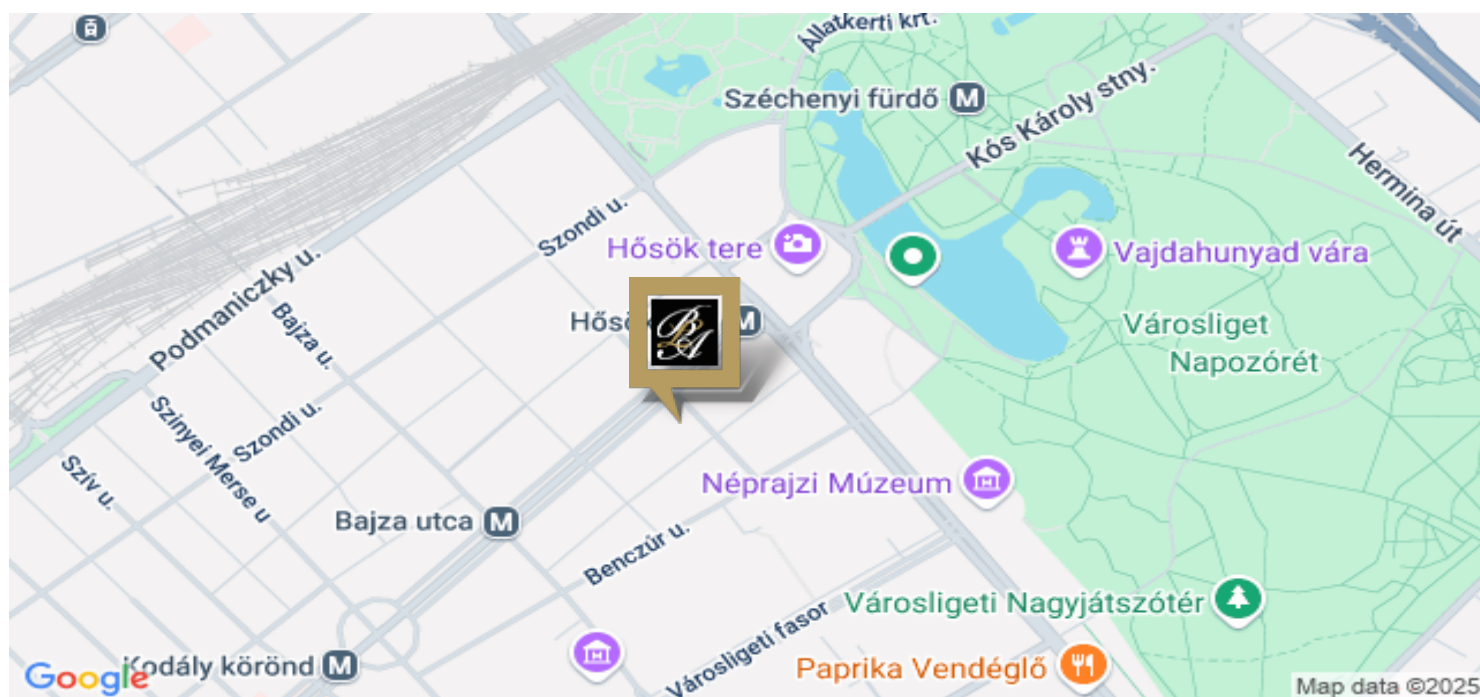 Állatkerti krt.
Széchenyi fürdő M
Kós Károly stny.
Hermina út
Szondi u.
Hősök tere
Vajdahunyad vára
Podmaniczky u.
Bajza u.
M
BLA
Városliget
Napozórét
Szinyei Merse u
Szondi u.
Szív u.
Néprajzi Múzeum
Bajza utca M
Benczúr u.
Városligeti Nagyjátszótér
Városligeti fasor
Google
Kodály körönd M
Paprika Vendéglő
Map data ©2025